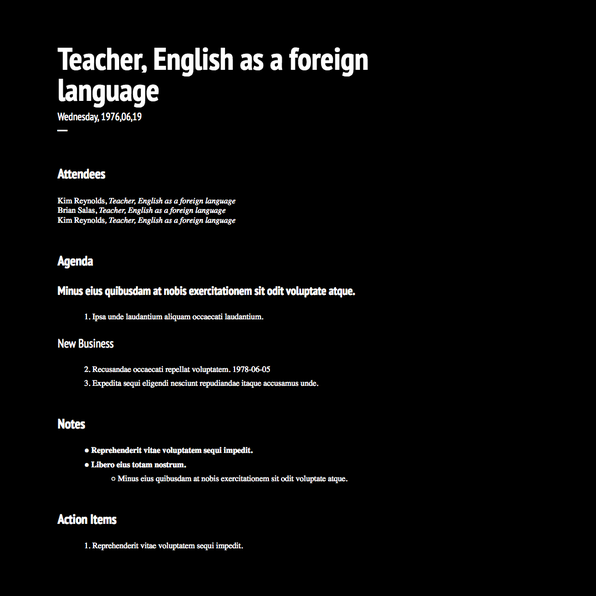 Teacher, English as a foreign
language
Wednesday, 1976,06,19
Attendees
Kim Reynolds, Teacher, English as a foreign language
Brian Salas, Teacher, English as a foreign language
Kim Reynolds, Teacher, English as a foreign language
Agenda
Minus eius quibusdam at nobis exercitationem sit odit voluptate atque.
1. Ipsa unde laudantium aliquam occaecati laudantium.
New Business
2. Recusandae occaecati repellat voluptatem. 1978-06-05
3. Expedita sequi eligendi nesciunt repudiandae itaque accusamus unde.
Notes
● Reprehenderit vitae voluptatem sequi impedit.
● Libero eius totam nostrum.
○ Minus eius quibusdam at nobis exercitationem sit odit voluptate atque.
Action Items
1. Reprehenderit vitae voluptatem sequi impedit.